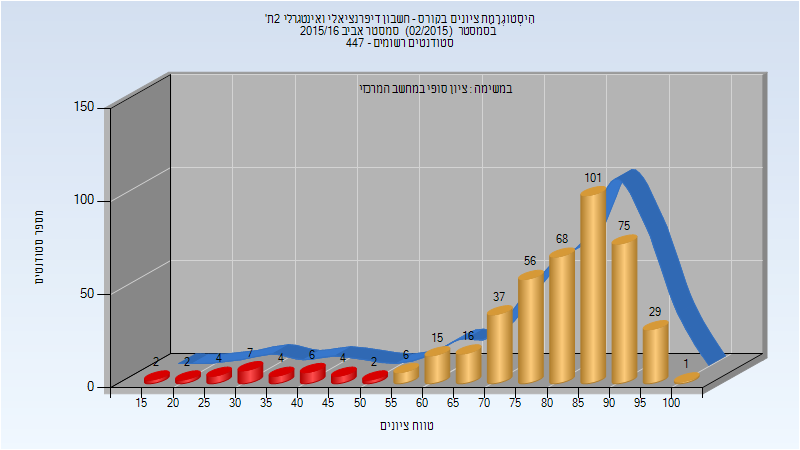 היסטוגרמת ציונים בקורס - חשבון דיפרנציאלי ואינטגרלי 2ת'
בסמסטר (02/2015) סמסטר אביב 2015/16
סטודנטים רשומים - 447
במשימה : ציון סופי במחשב המרכזי
מספר סטודנטים
150
100
50
0
2 2 4 7 4 6 4 2 6 15 16 37 56 68 101 75 29 1
15 20 25 30 35 40 45 50 55 60 65 70 75 80 85 90 95 100
טווח ציונים